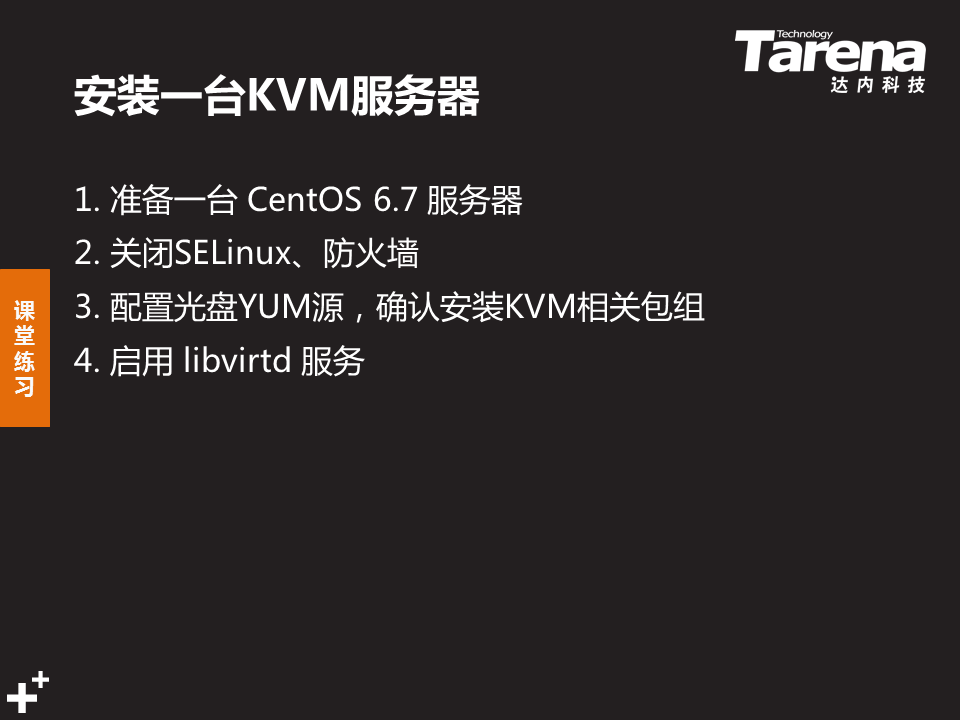 Technology
Tarena
达内科技
安装一台KVM服务器
1. 准备一台 CentOS 6.7 服务器
2. 关闭SELinux、防火墙
3. 配置光盘YUM源，确认安装KVM相关包组
4. 启用 libvirtd 服务
课堂练习